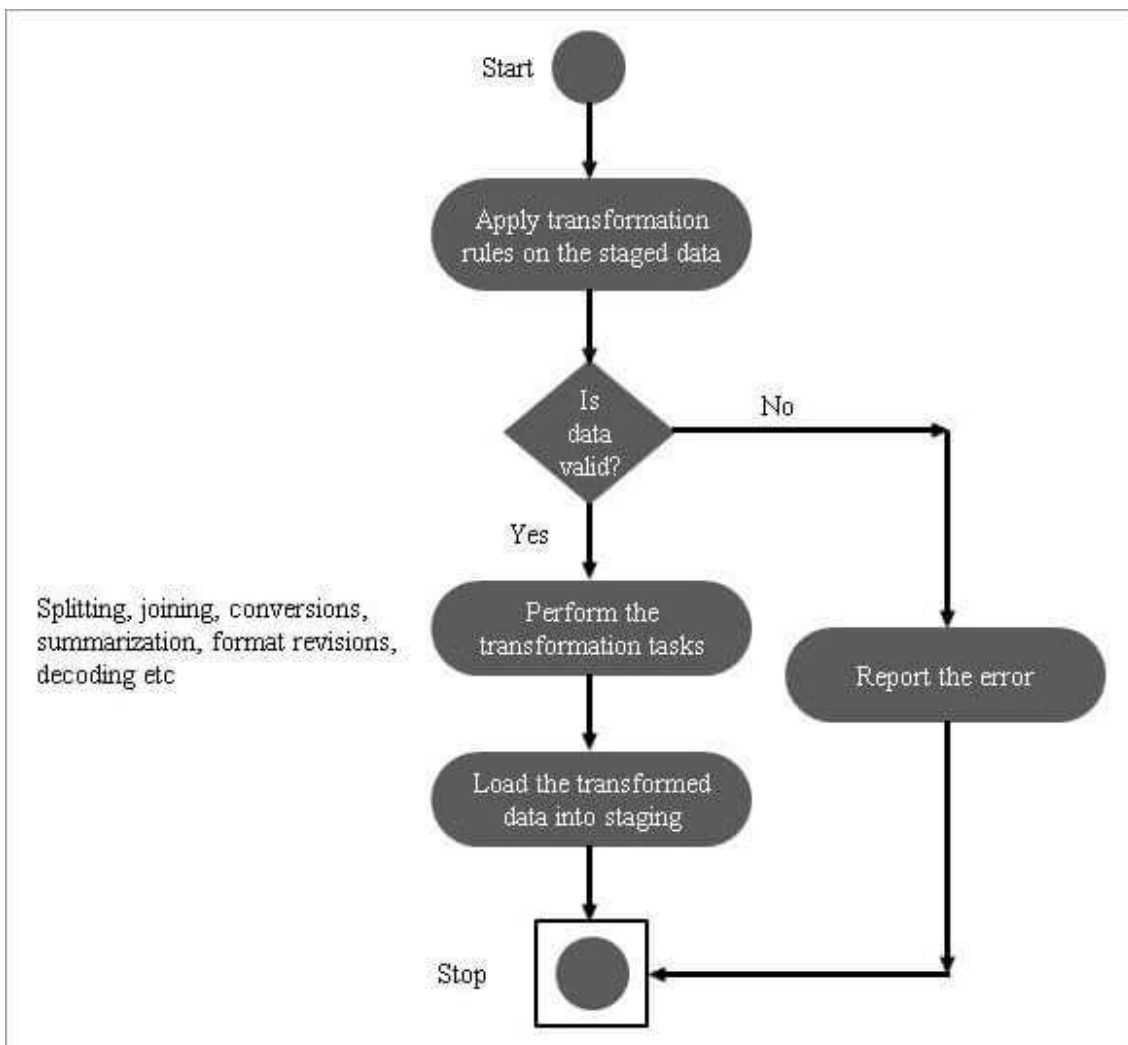 Start
Apply transformation
rules on the staged data
Is
data
valid?
No
Yes
Splitting, joining, conversions,
summarization, format revisions,
decoding etc
Perform the
transformation tasks
Report the error
Load the transformed
data into staging
Stop